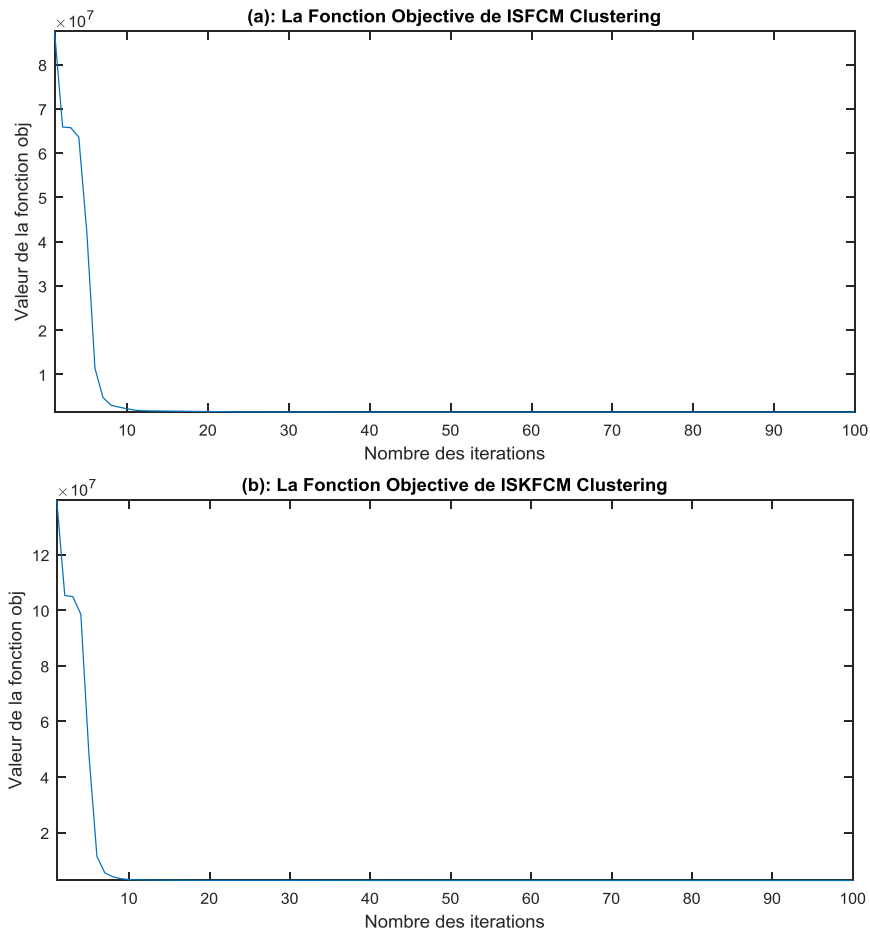 (a): La Fonction Objective de ISFCM Clustering
×10^7
8
7
6
5
4
3
2
1
Valeur de la fonction obj
10 20 30 40 50 60 70 80 90 100
Nombre des iterations
(b): La Fonction Objective de ISKFCM Clustering
×10^7
12
10
8
6
4
2
Valeur de la fonction obj
10 20 30 40 50 60 70 80 90 100
Nombre des iterations